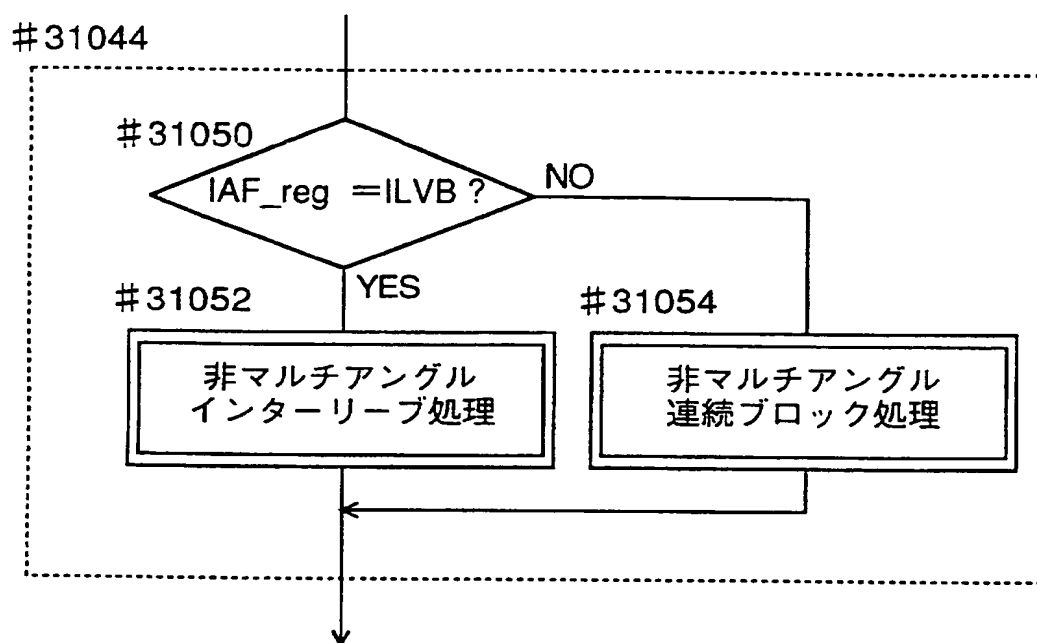 #31044
#31050
IAF_reg =ILVB ?
NO
YES
#31052
#31054
非マルチアングル
インターリーブ処理
非マルチアングル
連続ブロック処理